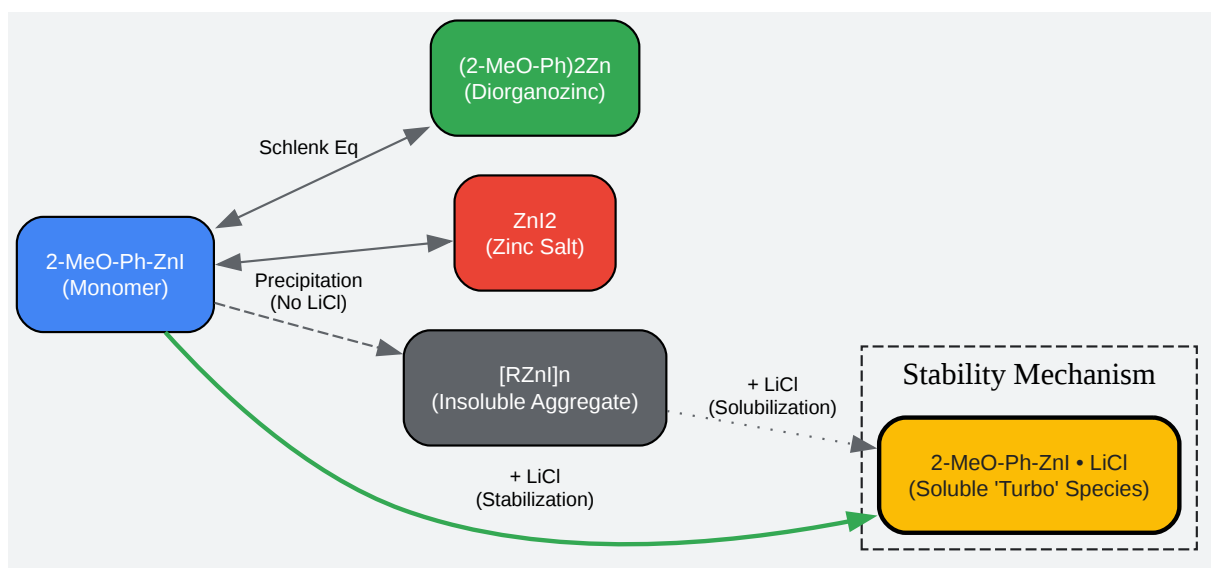 (2-MeO-Ph)2Zn
(Diorganozinc)
Schlenk Eq
ZnI2
(Zinc Salt)
2-MeO-Ph-ZnI
(Monomer)
Precipitation
(No LiCl)
[RZnI]n
(Insoluble Aggregate)
+ LiCl
(Solubilization)
Stability Mechanism
2-MeO-Ph-ZnI • LiCl
(Soluble 'Turbo' Species)
+ LiCl
(Stabilization)